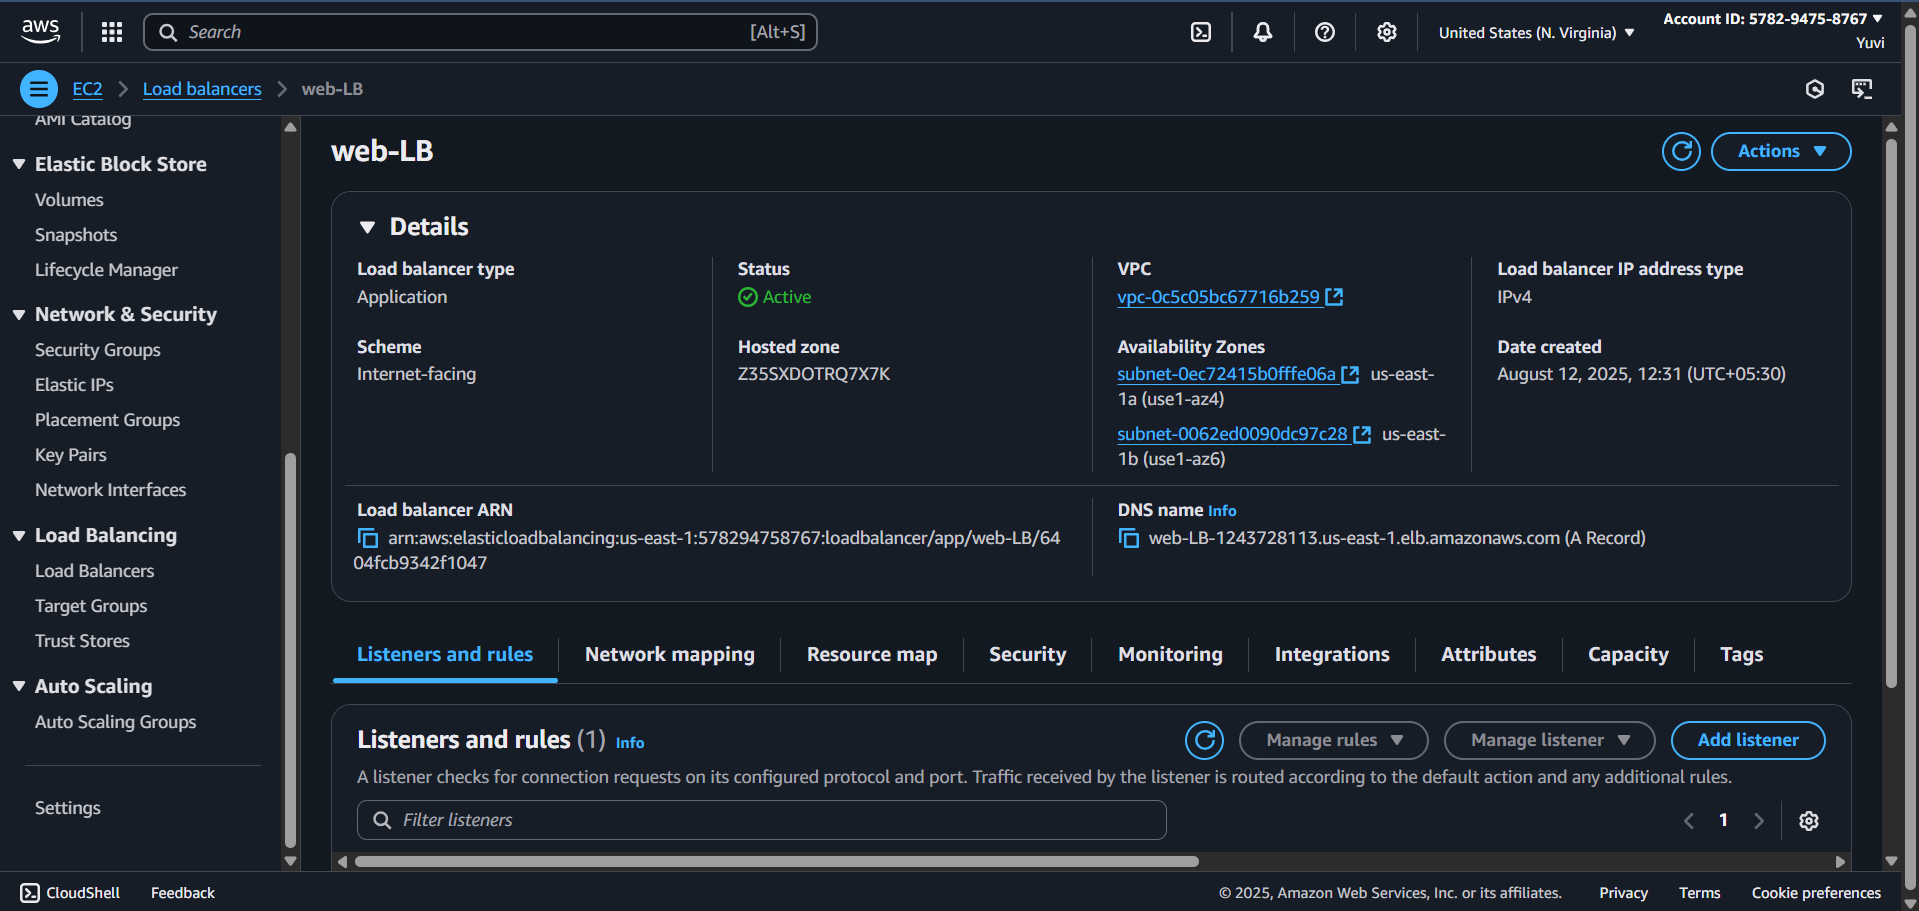 aws
Search
[Alt+S]
United States (N. Virginia)
Account ID: 5782-9475-8767
Yuvi
EC2
Load balancers
web-LB
AMI Catalog
Elastic Block Store
Volumes
Snapshots
Lifecycle Manager
Network & Security
Security Groups
Elastic IPs
Placement Groups
Key Pairs
Network Interfaces
Load Balancing
Load Balancers
Target Groups
Trust Stores
Auto Scaling
Auto Scaling Groups
Settings
web-LB
Actions
Details
Load balancer type
Application
Status
Active
VPC
vpc-0c5c05bc67716b259
Load balancer IP address type
IPv4
Scheme
Internet-facing
Hosted zone
Z35SXDOTRQ7X7K
Availability Zones
subnet-0ec72415b0fffe06a us-east-
1a (use1-az4)
subnet-0062ed0090dc97c28 us-east-
1b (use1-az6)
Date created
August 12, 2025, 12:31 (UTC+05:30)
Load balancer ARN
arn:aws:elasticloadbalancing:us-east-1:578294758767:loadbalancer/app/web-LB/64
04fcb9342f1047
DNS name Info
web-LB-1243728113.us-east-1.elb.amazonaws.com (A Record)
Listeners and rules
Network mapping
Resource map
Security
Monitoring
Integrations
Attributes
Capacity
Tags
Listeners and rules (1) Info
Manage rules
Manage listener
Add listener
A listener checks for connection requests on its configured protocol and port. Traffic received by the listener is routed according to the default action and any additional rules.
Filter listeners
1
CloudShell
Feedback
© 2025, Amazon Web Services, Inc. or its affiliates.
Privacy
Terms
Cookie preferences